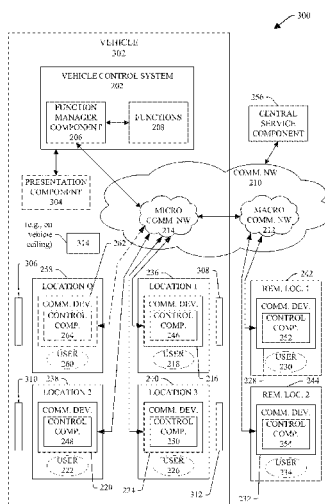 300
VEHICLE
302
VEHICLE CONTROL SYSTEM
202
FUNCTION
MANAGER
COMPONENT
206
FUNCTIONS
208
256
CENTRAL
SERVICE
COMPONENT
PRESENTATION
COMPONENT
304
COMM. NW
210
MICRO
COMM. NW
214
MACRO
COMM. NW
212
(e.g., on
vehicle
ceiling)
314
262
306
258
LOCATION 0
COMM. DEV.
CONTROL
COMP.
264
USER
260
236
308
LOCATION 1
COMM. DEV.
CONTROL
COMP.
246
USER
218
216
242
REM. LOC. 1
COMM. DEV.
CONTROL
COMP.
252
USER
230
228
310
238
LOCATION 2
COMM. DEV.
CONTROL
COMP.
248
USER
222
220
240
LOCATION 3
COMM. DEV.
CONTROL
COMP.
250
USER
226
224
312
244
REM. LOC. 2
COMM. DEV.
CONTROL
COMP.
254
USER
234
232